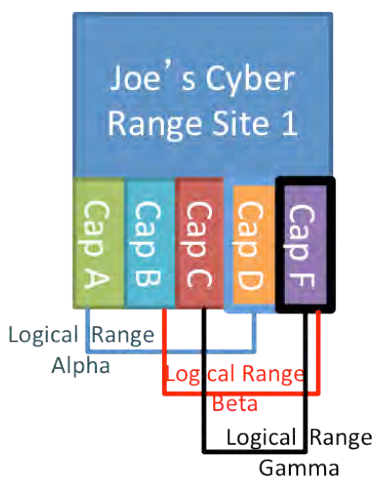 Joe's Cyber
Range Site 1
Cap A
Cap B
Cap C
Cap D
Cap F
Logical Range
Alpha
Logical Range
Beta
Logical Range
Gamma